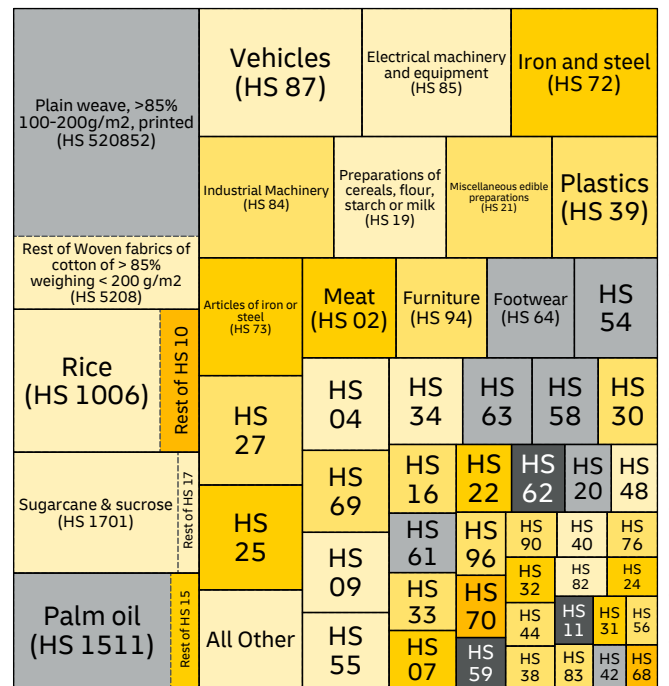 Plain weave, >85%
100-200g/m2, printed
(HS 520852)
Rest of Woven fabrics of
cotton of > 85%
weighing < 200 g/m2
(HS 5208)
Rice
(HS 1006)
Rest of HS 10
Sugarcane & sucrose
(HS 1701)
Rest of HS 17
Palm oil
(HS 1511)
Rest of HS 15
Vehicles
(HS 87)
Electrical machinery
and equipment
(HS 85)
Iron and steel
(HS 72)
Industrial Machinery
(HS 84)
Preparations of
cereals, flour,
starch or milk
(HS 19)
Miscellaneous edible
preparations
(HS 21)
Plastics
(HS 39)
Articles of iron or
steel
(HS 73)
Meat
(HS 02)
Furniture
(HS 94)
Footwear
(HS 64)
HS
54
HS
27
HS
25
All Other
HS
04
HS
69
HS
09
HS
55
HS
34
HS
63
HS
58
HS
30
HS
16
HS
22
HS
62
HS
20
HS
48
HS
61
HS
33
HS
07
HS
96
HS
70
HS
59
HS
90
HS
40
HS
76
HS
32
HS
82
HS
24
HS
44
HS
11
HS
31
HS
56
HS
38
HS
83
HS
42
HS
68